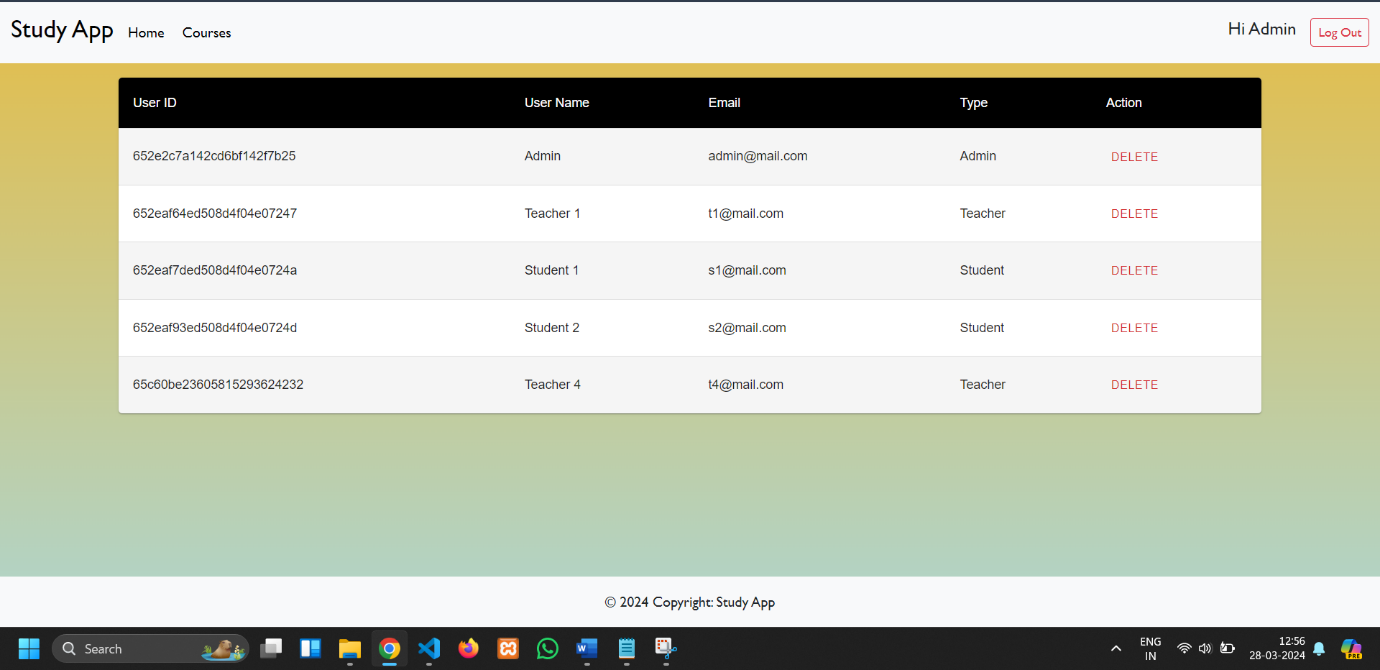 Study App Home Courses Hi Admin Log Out
User ID User Name Email Type Action
652e2c7a142cd6bf142f7b25 Admin admin@mail.com Admin DELETE
652eaf64ed508d4f04e07247 Teacher 1 t1@mail.com Teacher DELETE
652eaf7ded508d4f04e0724a Student 1 s1@mail.com Student DELETE
652eaf93ed508d4f04e0724d Student 2 s2@mail.com Student DELETE
65c60be23605815293624232 Teacher 4 t4@mail.com Teacher DELETE
© 2024 Copyright: Study App
Search W ENG 12:56
IN 28-03-2024 PRE